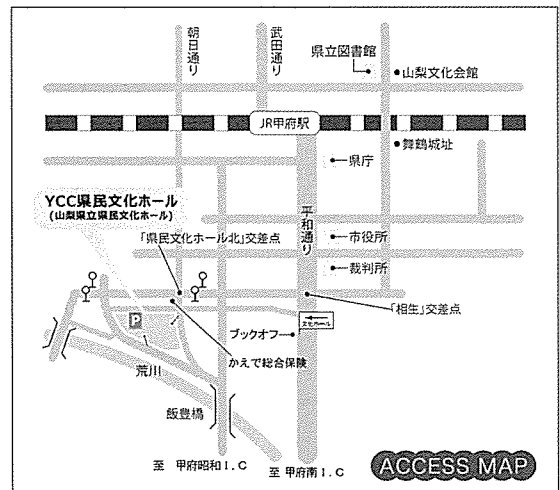 朝日通り
武田通り
県立図書館
山梨文化会館
JR甲府駅
舞鶴城址
県庁
YCC県民文化ホール
(山梨県立県民文化ホール)
平和通り
市役所
「県民文化ホール北」交差点
裁判所
「相生」交差点
P
文化ホール
ブックオフ
かえで総合保険
荒川
飯豊橋
至 甲府昭和I.C
至 甲府南I.C
ACCESS MAP